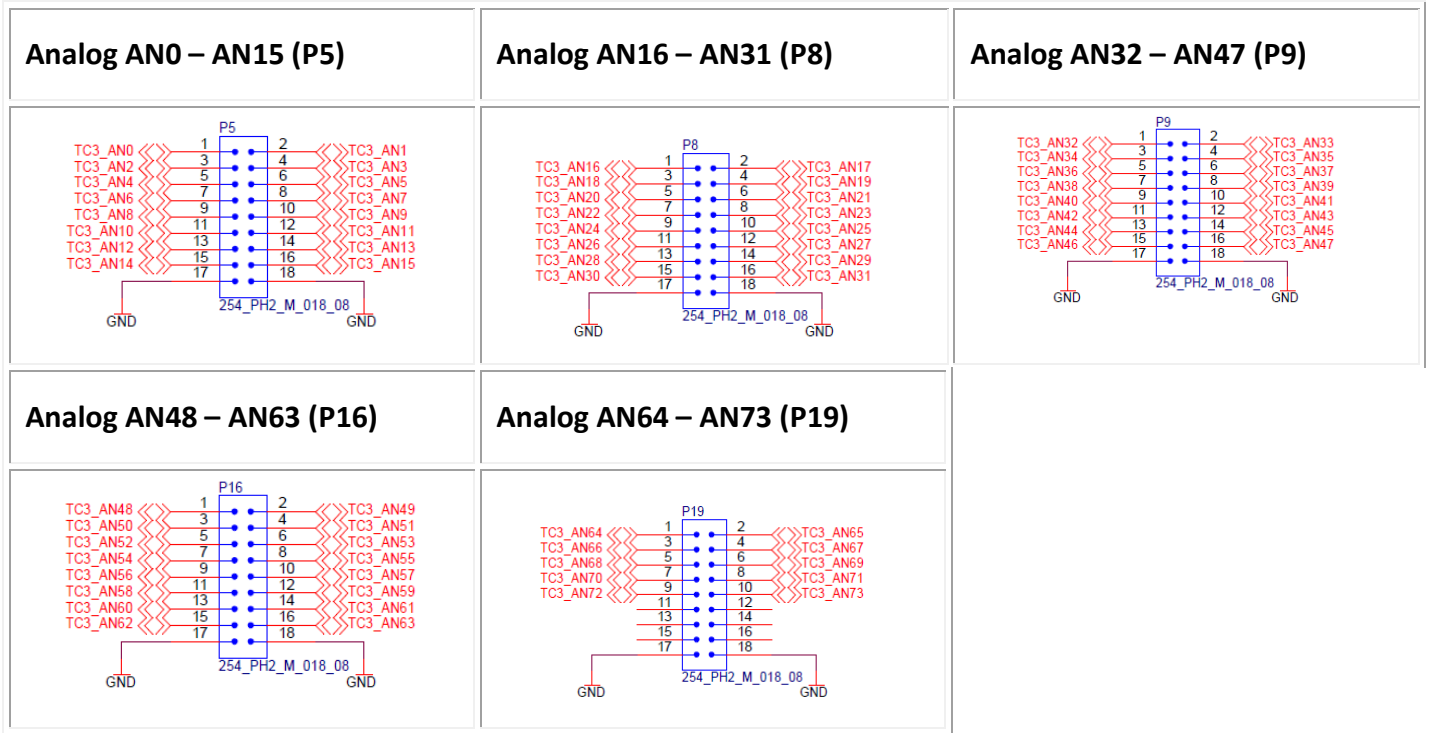 Analog AN0 – AN15 (P5)
Analog AN16 – AN31 (P8)
Analog AN32 – AN47 (P9)
P5
TC3_AN0 1 2 TC3_AN1
TC3_AN2 3 4 TC3_AN3
TC3_AN4 5 6 TC3_AN5
TC3_AN6 7 8 TC3_AN7
TC3_AN8 9 10 TC3_AN9
TC3_AN10 11 12 TC3_AN11
TC3_AN12 13 14 TC3_AN13
TC3_AN14 15 16 TC3_AN15
17 18
254_PH2_M_018_08
GND GND
P8
TC3_AN16 1 2 TC3_AN17
TC3_AN18 3 4 TC3_AN19
TC3_AN20 5 6 TC3_AN21
TC3_AN22 7 8 TC3_AN23
TC3_AN24 9 10 TC3_AN25
TC3_AN26 11 12 TC3_AN27
TC3_AN28 13 14 TC3_AN29
TC3_AN30 15 16 TC3_AN31
17 18
254_PH2_M_018_08
GND GND
P9
TC3_AN32 1 2 TC3_AN33
TC3_AN34 3 4 TC3_AN35
TC3_AN36 5 6 TC3_AN37
TC3_AN38 7 8 TC3_AN39
TC3_AN40 9 10 TC3_AN41
TC3_AN42 11 12 TC3_AN43
TC3_AN44 13 14 TC3_AN45
TC3_AN46 15 16 TC3_AN47
17 18
254_PH2_M_018_08
GND GND
Analog AN48 – AN63 (P16)
Analog AN64 – AN73 (P19)
P16
TC3_AN48 1 2 TC3_AN49
TC3_AN50 3 4 TC3_AN51
TC3_AN52 5 6 TC3_AN53
TC3_AN54 7 8 TC3_AN55
TC3_AN56 9 10 TC3_AN57
TC3_AN58 11 12 TC3_AN59
TC3_AN60 13 14 TC3_AN61
TC3_AN62 15 16 TC3_AN63
17 18
254_PH2_M_018_08
GND GND
P19
TC3_AN64 1 2 TC3_AN65
TC3_AN66 3 4 TC3_AN67
TC3_AN68 5 6 TC3_AN69
TC3_AN70 7 8 TC3_AN71
TC3_AN72 9 10 TC3_AN73
11 12
13 14
15 16
17 18
254_PH2_M_018_08
GND GND